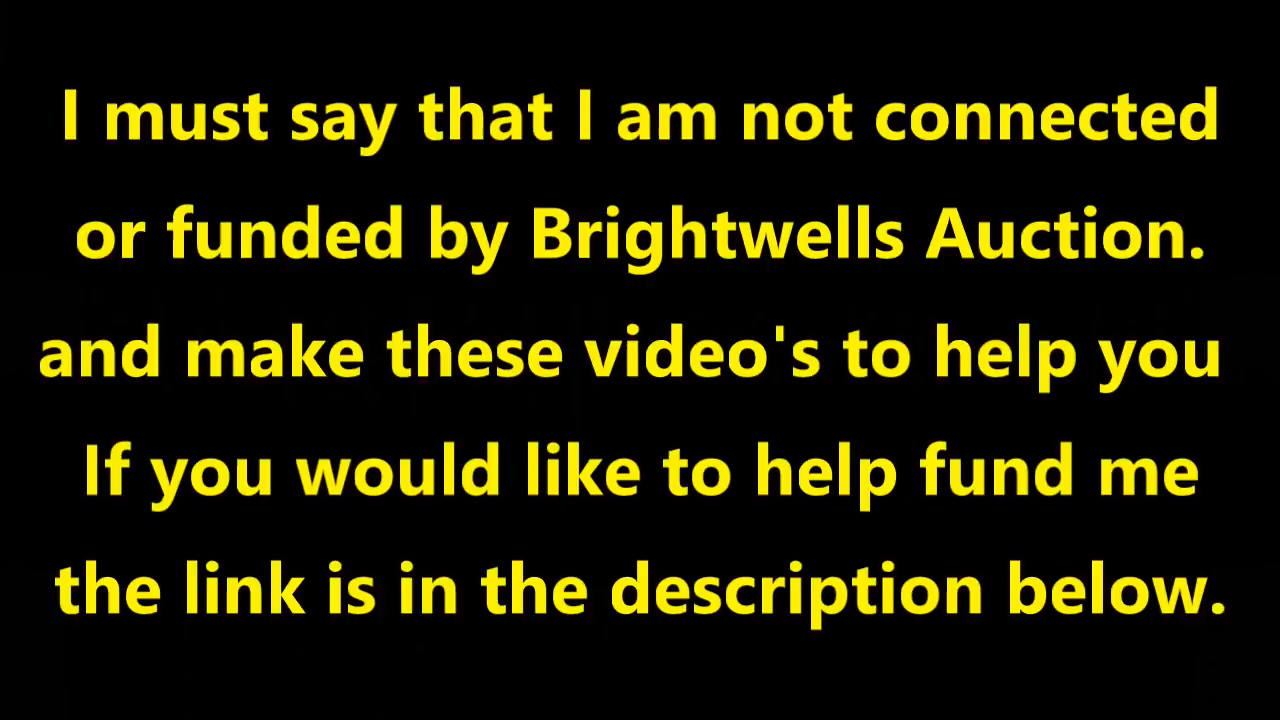 I must say that I am not connected
or funded by Brightwells Auction.
and make these video's to help you
If you would like to help fund me
the link is in the description below.